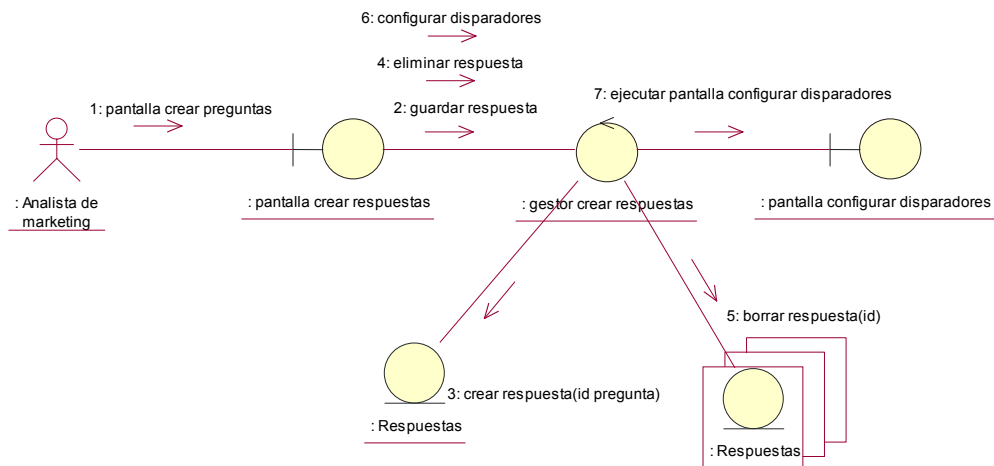 6: configurar disparadores
4: eliminar respuesta
1: pantalla crear preguntas
2: guardar respuesta
7: ejecutar pantalla configurar disparadores
: Analista de
marketing
: pantalla crear respuestas
: gestor crear respuestas
: pantalla configurar disparadores
5: borrar respuesta(id)
3: crear respuesta(id pregunta)
: Respuestas
: Respuestas